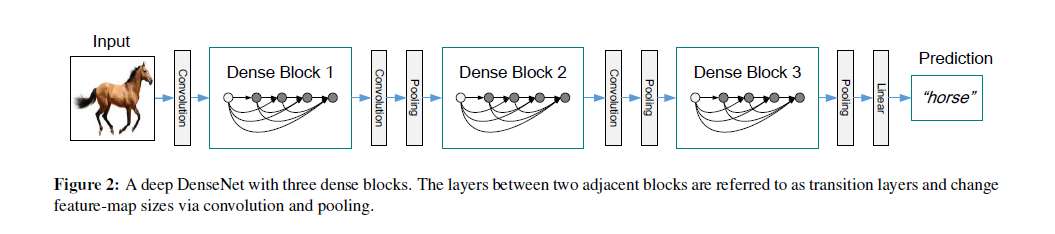 Input
Convolution
Dense Block 1
Convolution
Pooling
Dense Block 2
Convolution
Pooling
Dense Block 3
Pooling
Linear
Prediction
“horse”
Figure 2: A deep DenseNet with three dense blocks. The layers between two adjacent blocks are referred to as transition layers and change
feature-map sizes via convolution and pooling.